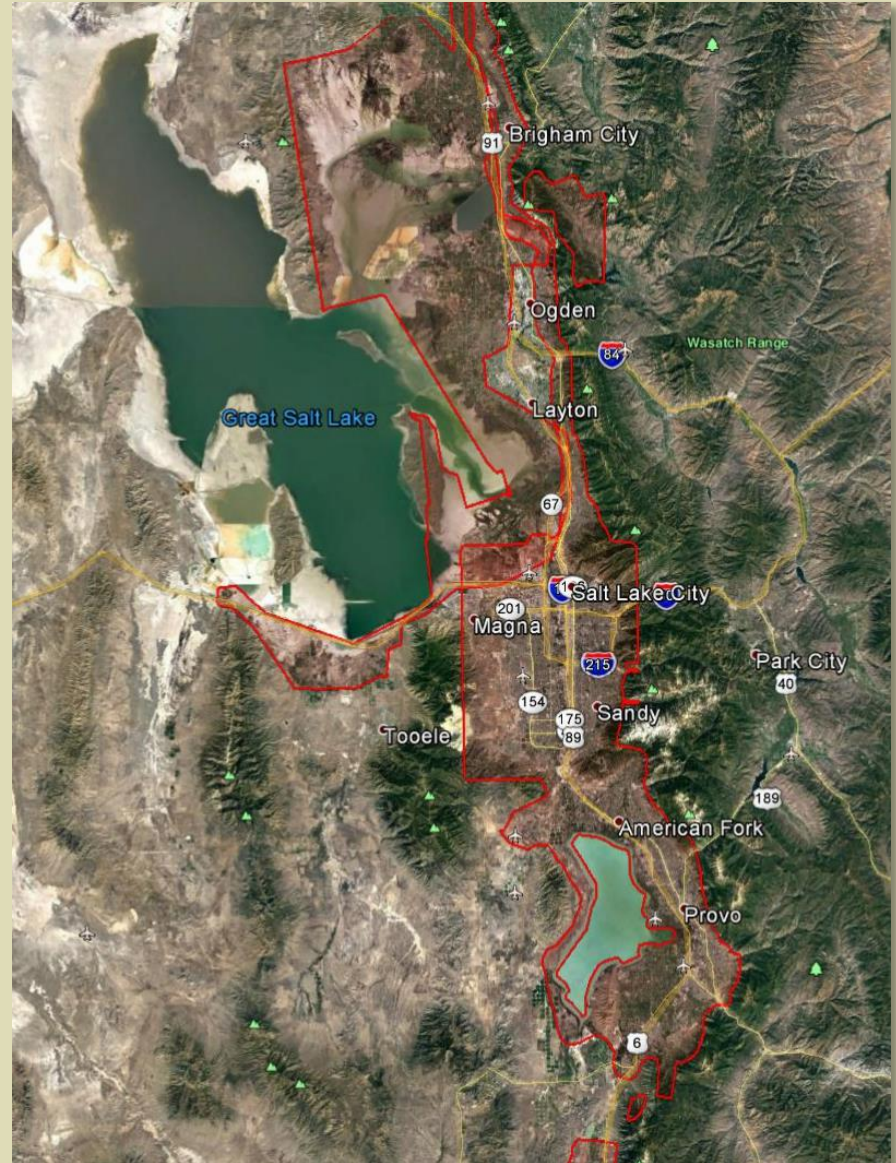 Brigham City
91
Ogden
84
Wasatch Range
Layton
Great Salt Lake
67
Salt Lake City
201
Magna
215
Park City
40
154
Sandy
175
89
Tooele
189
American Fork
Provo
6